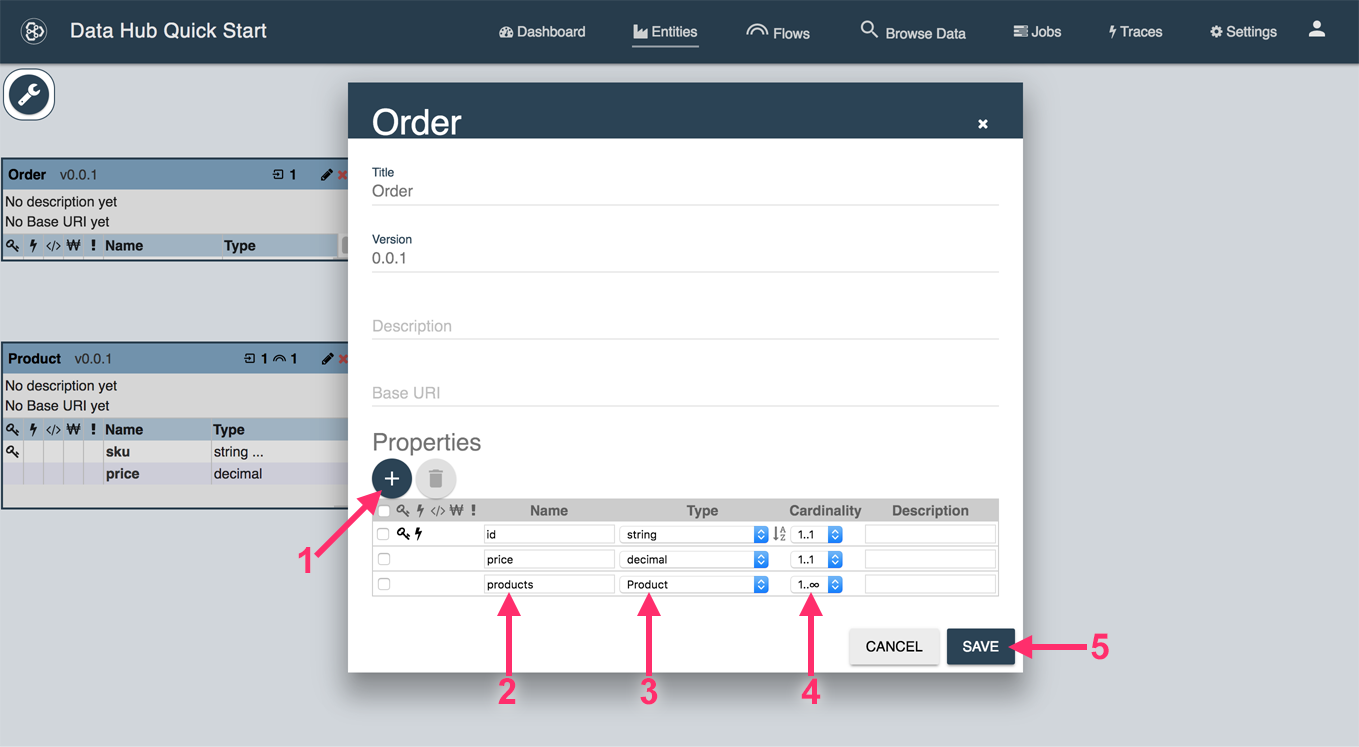 Data Hub Quick Start
Dashboard Entities Flows Browse Data Jobs Traces Settings
Order v0.0.1 1
No description yet
No Base URI yet
</> ! Name Type
Product v0.0.1 1 1
No description yet
No Base URI yet
</> ! Name Type
sku string ...
price decimal
Order ×
Title
Order
Version
0.0.1
Description
Base URI
Properties
+
</> ₩ ! Name Type Cardinality Description
id string A Z 1..1
price decimal 1..1
products Product 1..∞
CANCEL SAVE
1
2 3 4
5